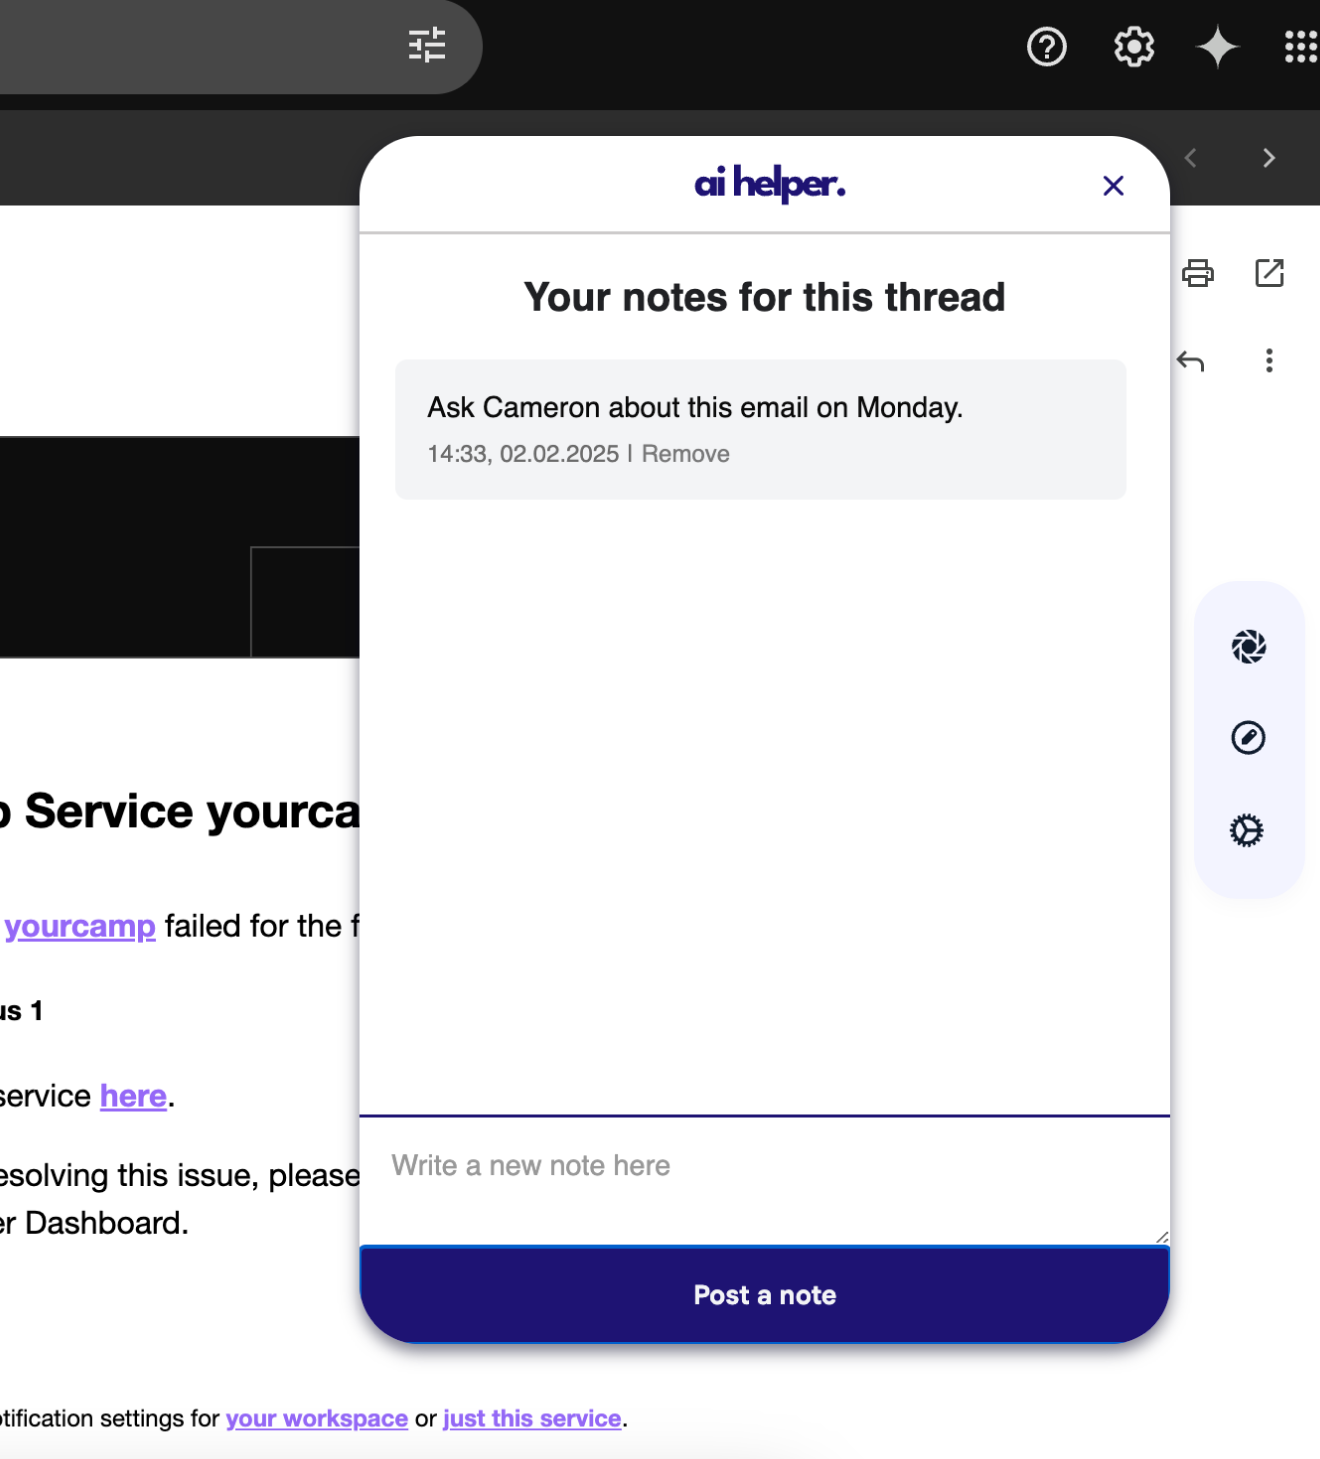 ai helper.
Your notes for this thread
Ask Cameron about this email on Monday.
14:33, 02.02.2025 | Remove
Service yourca
yourcamp failed for the f
us 1
service here.
esolving this issue, please
er Dashboard.
Write a new note here
Post a note
otification settings for your workspace or just this service.